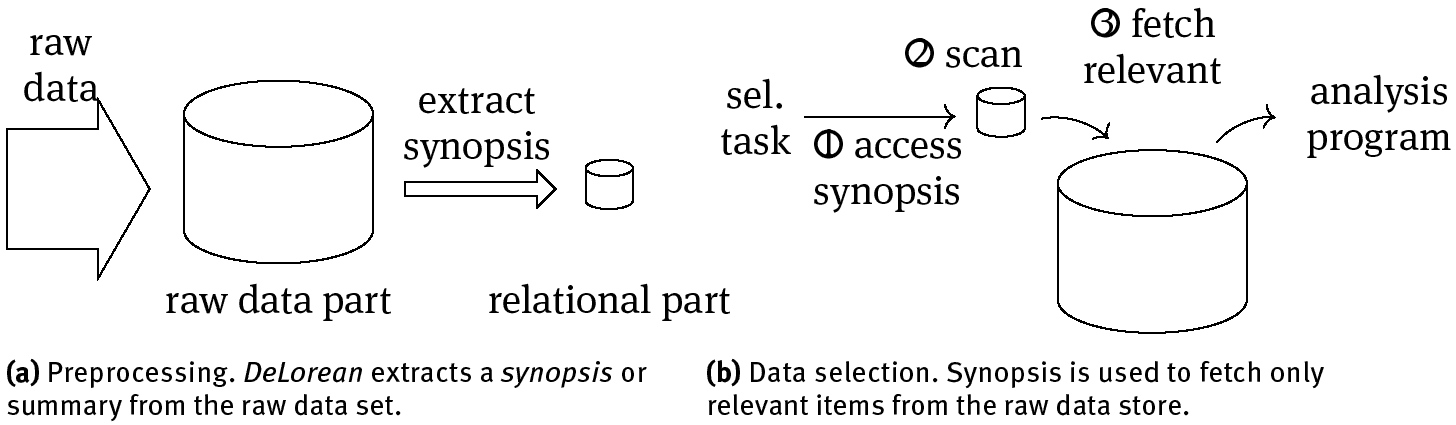 raw
data
extract
synopsis
raw data part
relational part
(a) Preprocessing. DeLorean extracts a synopsis or
summary from the raw data set.
sel.
task
① access
synopsis
② scan
③ fetch
relevant
analysis
program
(b) Data selection. Synopsis is used to fetch only
relevant items from the raw data store.